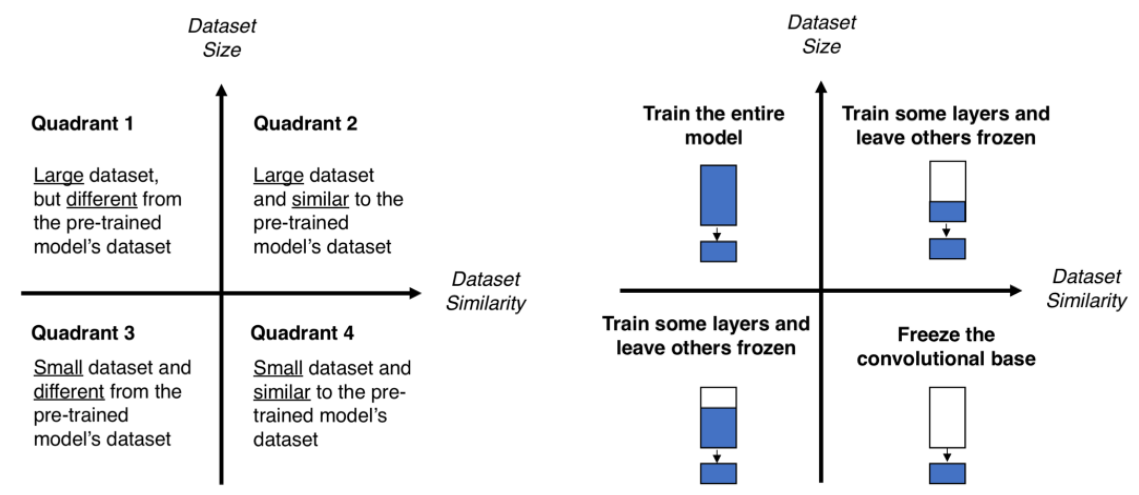 Dataset
Size
Quadrant 1
Large dataset,
but different from
the pre-trained
model's dataset
Quadrant 2
Large dataset
and similar to the
pre-trained
model's dataset
Dataset
Similarity
Quadrant 3
Small dataset and
different from the
pre-trained
model's dataset
Quadrant 4
Small dataset and
similar to the pre-
trained model's
dataset
Dataset
Size
Train the entire
model
Train some layers and
leave others frozen
Dataset
Similarity
Train some layers and
leave others frozen
Freeze the
convolutional base